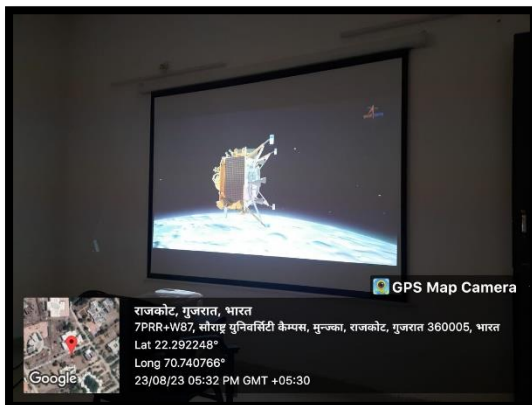 GPS Map Camera
राजकोट, गुजरात, भारत
7PRR+W87, सौराष्ट्र युनिवर्सिटी कैम्पस, मुन्जका, राजकोट, गुजरात 360005, भारत
Lat 22.292248°
Long 70.740766°
23/08/23 05:32 PM GMT +05:30
Google